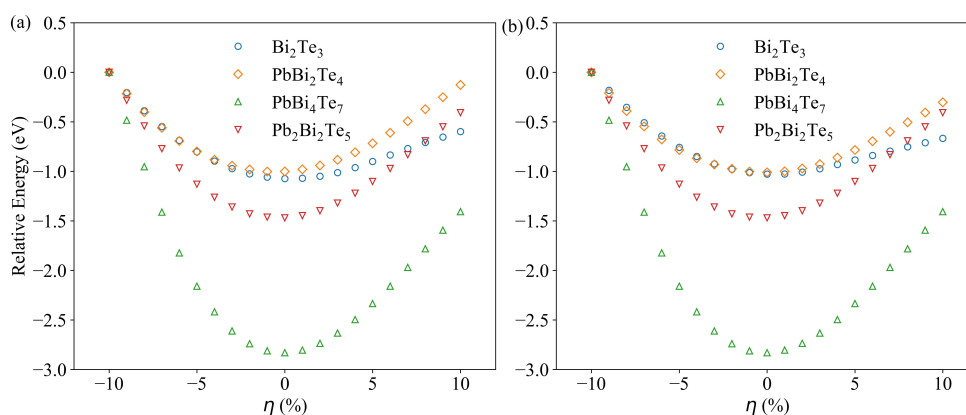 (a)
Relative Energy (eV)
0.5
0.0
−0.5
−1.0
−1.5
−2.0
−2.5
−3.0
Bi₂Te₃
PbBi₂Te₄
PbBi₄Te₇
Pb₂Bi₂Te₅
−10 −5 0 5 10
η (%)
(b)
0.5
0.0
−0.5
−1.0
−1.5
−2.0
−2.5
−3.0
Bi₂Te₃
PbBi₂Te₄
PbBi₄Te₇
Pb₂Bi₂Te₅
−10 −5 0 5 10
η (%)